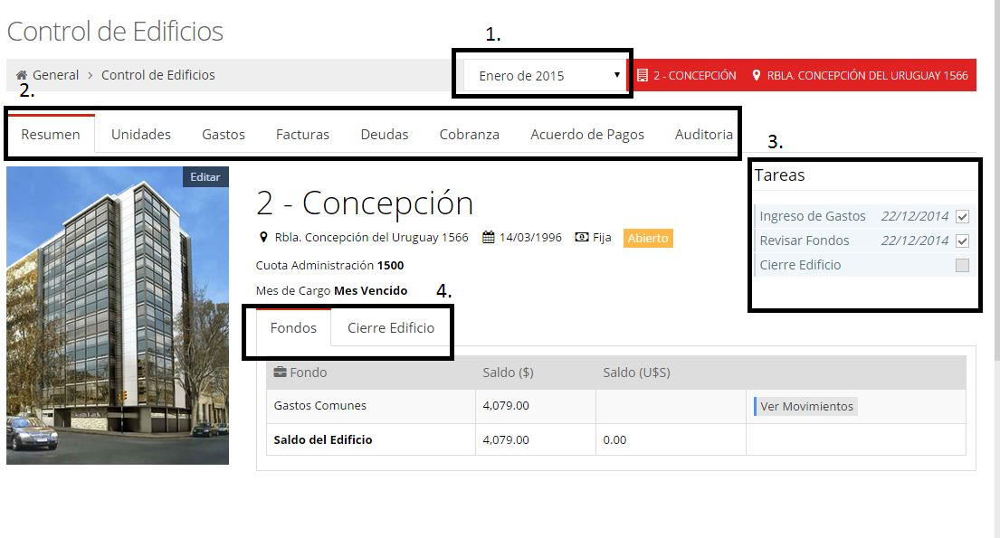 Control de Edificios
1.
General > Control de Edificios
Enero de 2015
2 - CONCEPCIÓN
RBLA. CONCEPCIÓN DEL URUGUAY 1566
2.
Resumen Unidades Gastos Facturas Deudas Cobranza Acuerdo de Pagos Auditoria
3.
Tareas
Ingreso de Gastos 22/12/2014
Revisar Fondos 22/12/2014
Cierre Edificio
Editar
2 - Concepción
Rbla. Concepción del Uruguay 1566 14/03/1996 Fija Abierto
Cuota Administración 1500
Mes de Cargo Mes Vencido
4.
Fondos Cierre Edificio
Fondo Saldo ($) Saldo (U$S)
Gastos Comunes 4,079.00 Ver Movimientos
Saldo del Edificio 4,079.00 0.00